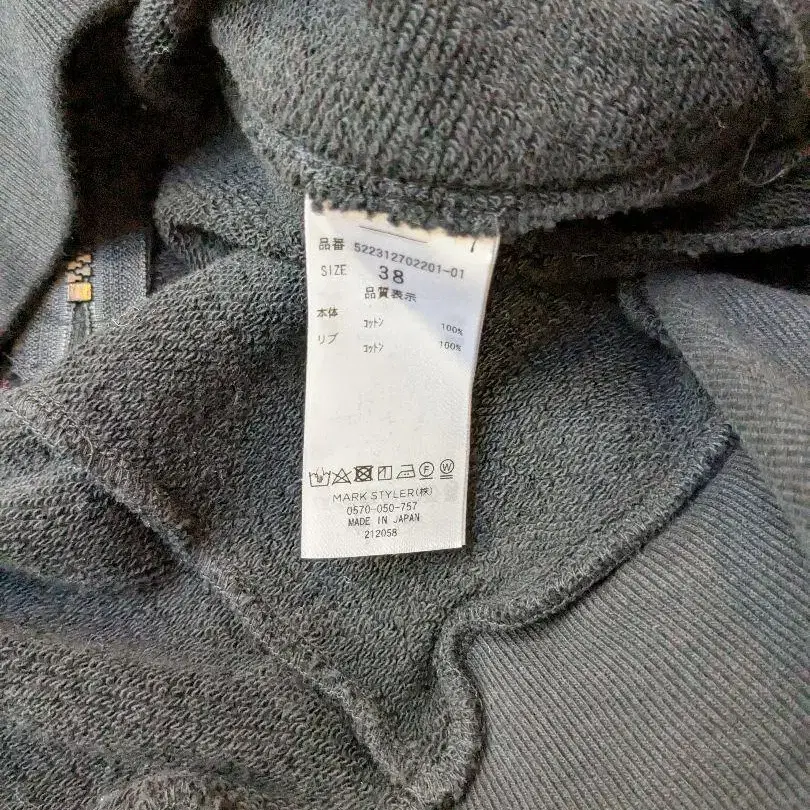 品番 522312702201-01
SIZE 38
品質表示
本体 コットン 100%
リブ コットン 100%
F W
MARK STYLER(株)
0570-050-757
MADE IN JAPAN
212058